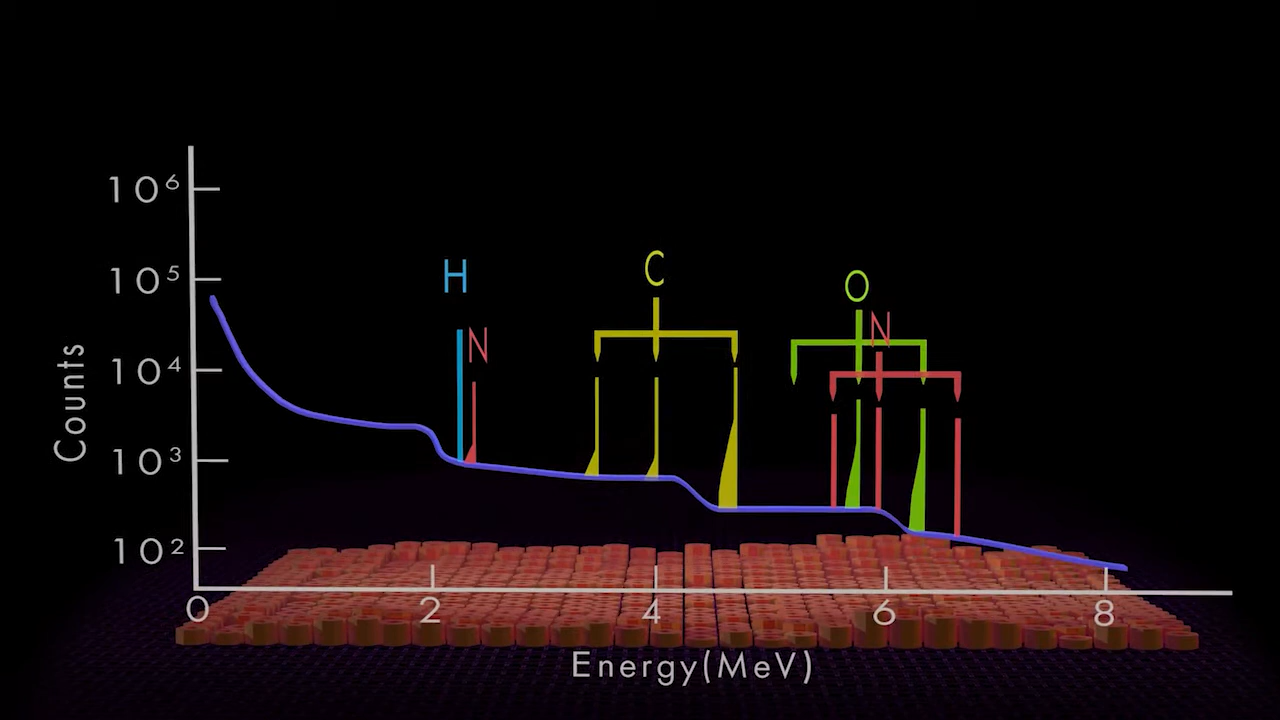 10⁶
10⁵
10⁴
10³
10²
Counts
H
N
C
O
N
0 2 4 6 8
Energy(MeV)